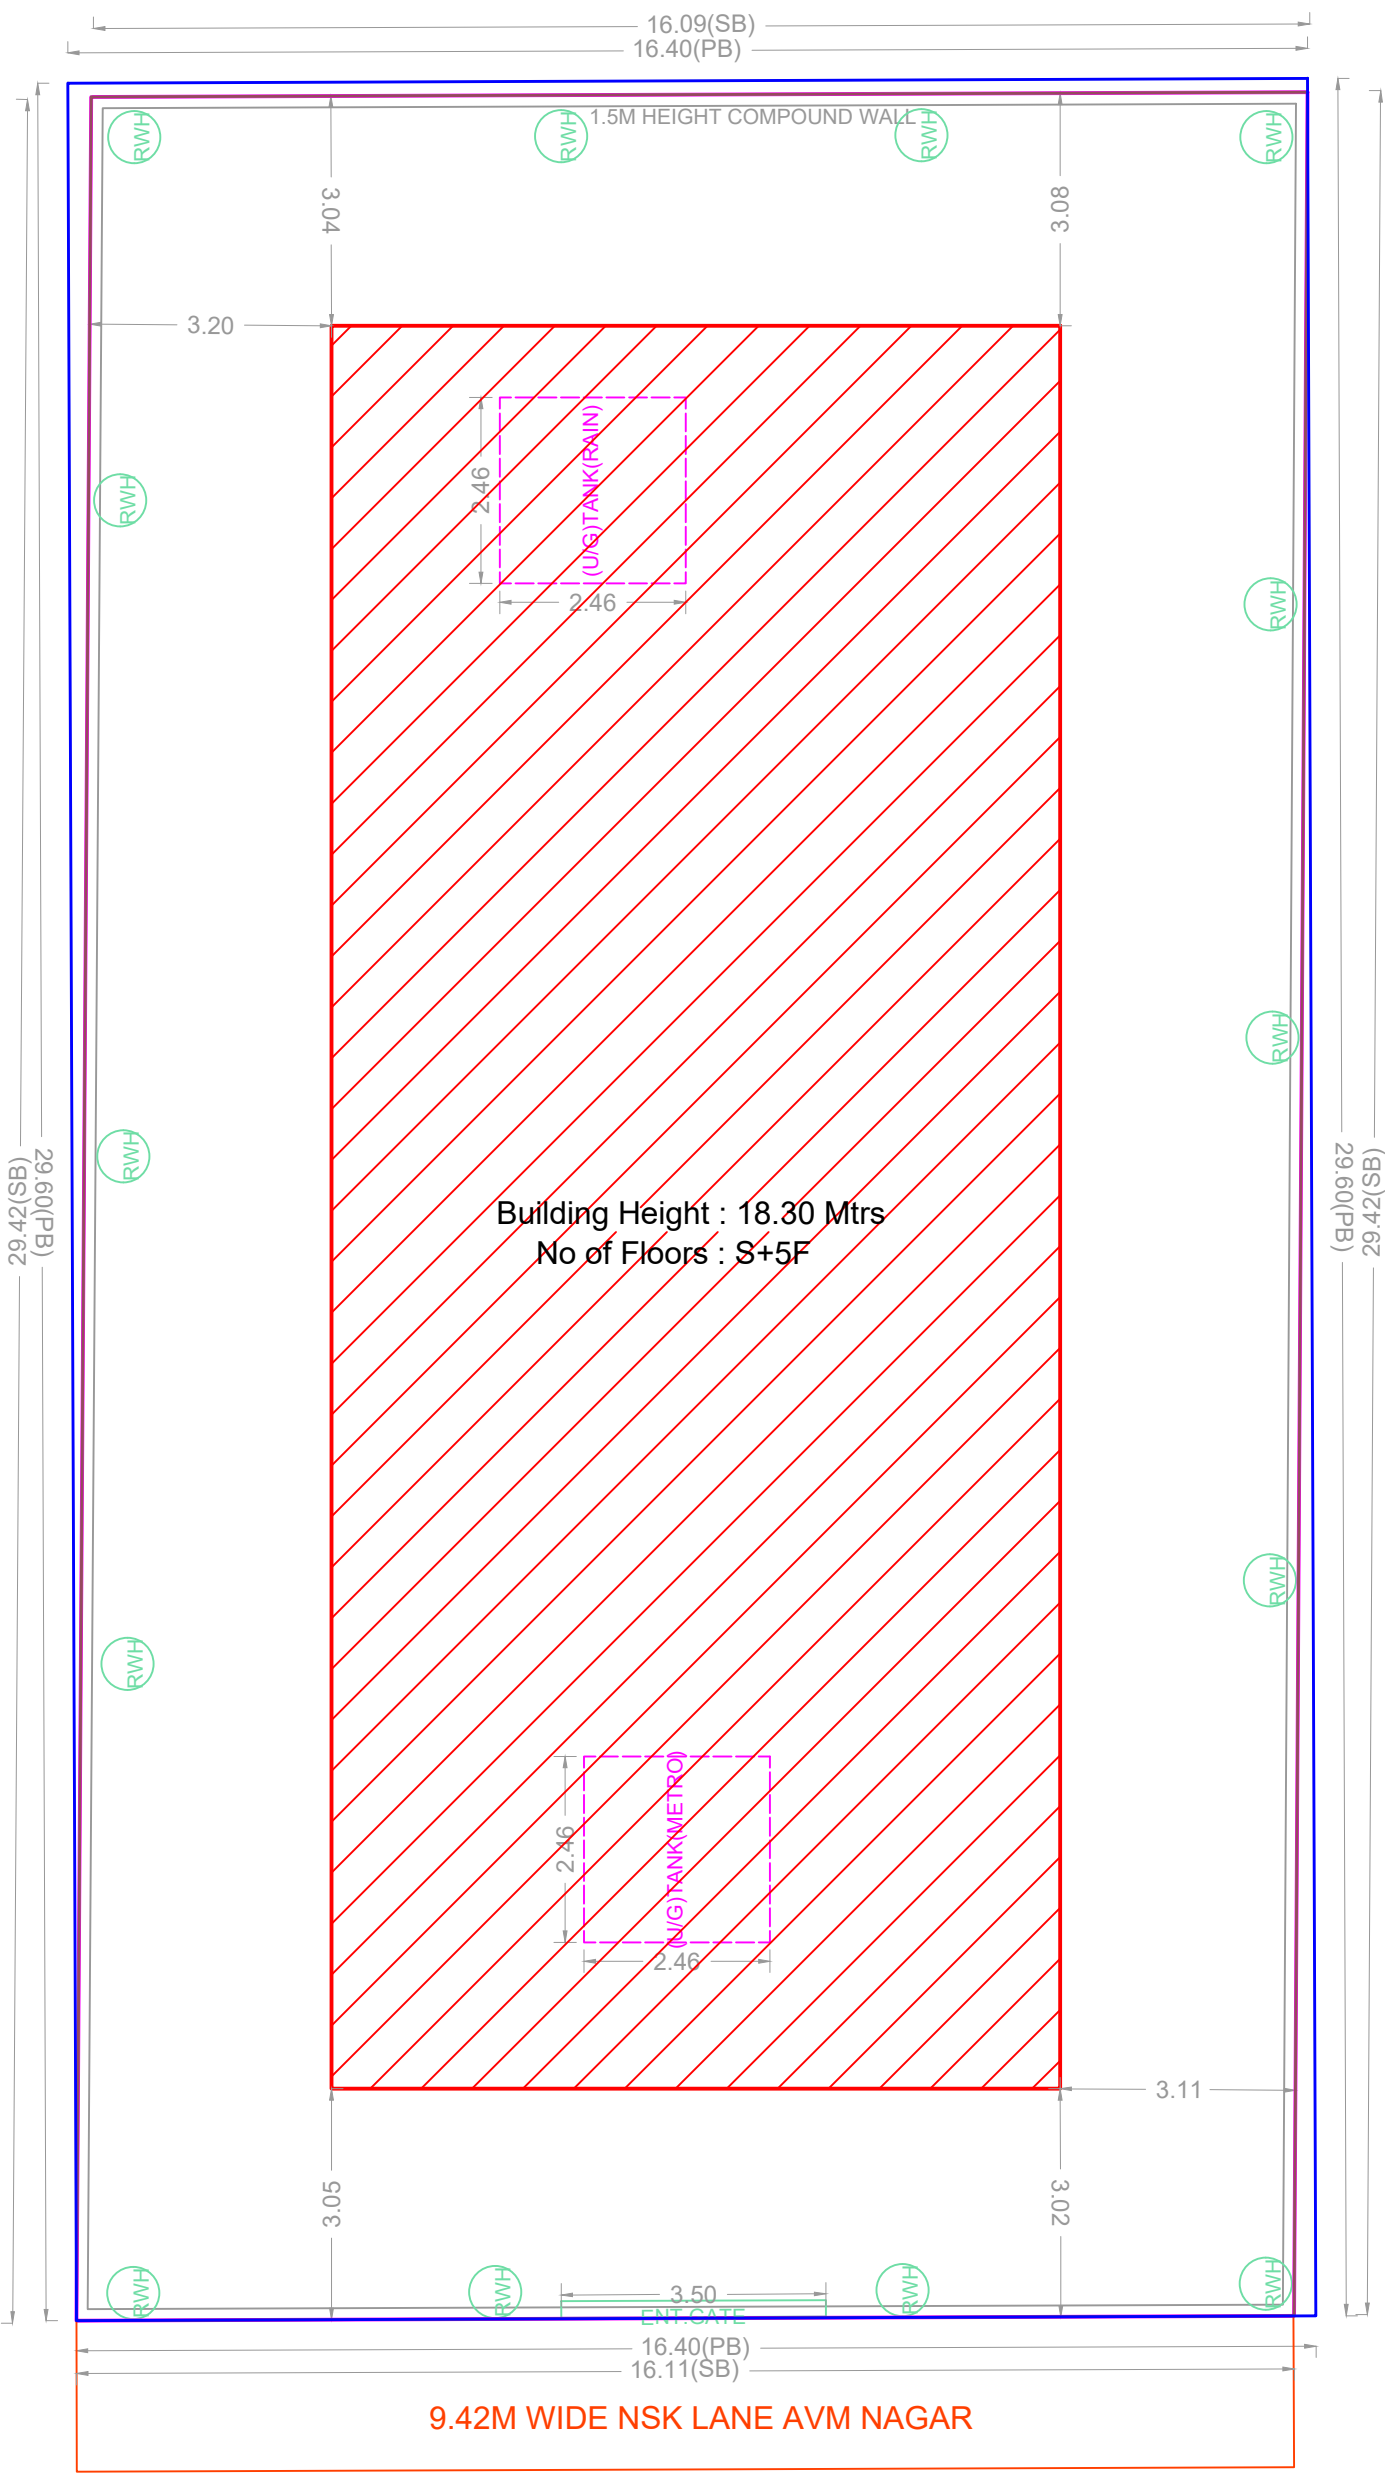 16.09(SB)
16.40(PB)
1.5M HEIGHT COMPOUND WALL
RWH
RWH
RWH
RWH
3.04
3.08
3.20
(U/G)TANK(RAIN)
2.46
2.46
RWH
RWH
RWH
RWH
29.42(SB)
29.60(PB)
29.60(PB)
29.42(SB)
Building Height : 18.30 Mtrs
No of Floors : S+5F
RWH
RWH
(U/G)TANK(METRO)
2.46
2.46
3.11
3.05
3.02
RWH
RWH
RWH
RWH
3.50
ENT.GATE
16.40(PB)
16.11(SB)
9.42M WIDE NSK LANE AVM NAGAR